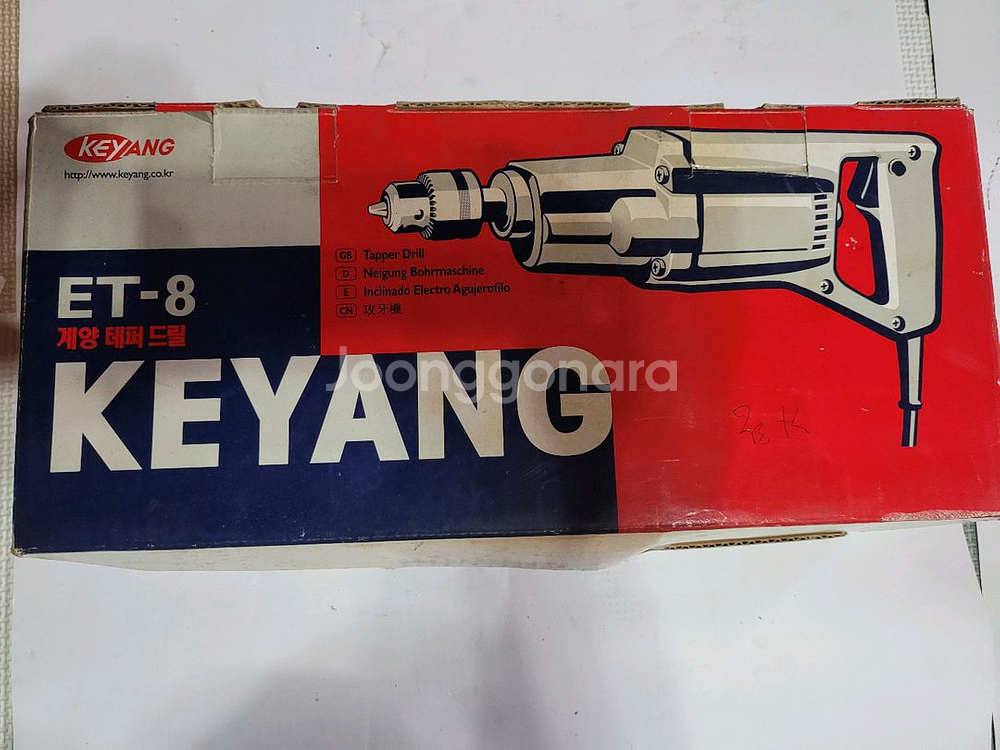 KEYANG
http://www.keyang.co.kr
GB Tapper Drill
D Neigung Bohrmaschine
E Inclinado Electro Agujerofilo
CN 攻牙機
ET-8
계양 테퍼 드릴
KEYANG
Joonggonara